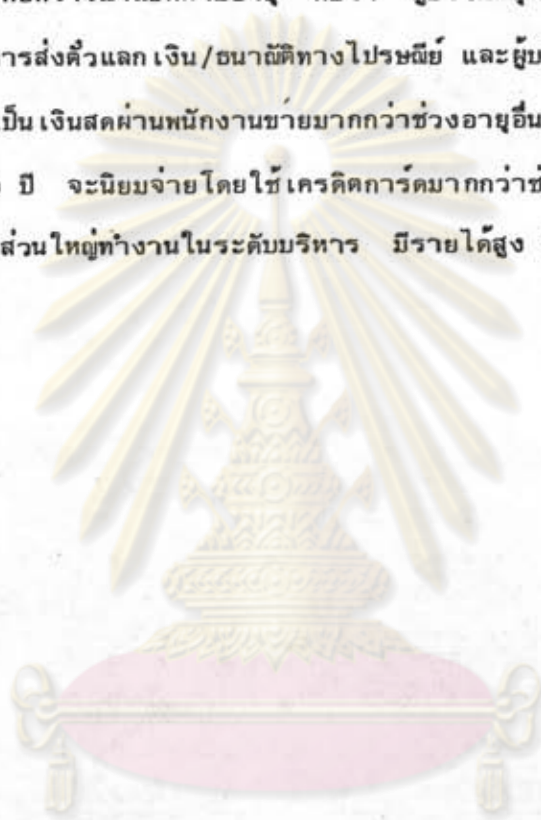 การส่งตั๋วแลกเงิน/ธนาณัติทางไปรษณีย์ และผู้บ
เป็นเงินสดผ่านพนักงานขายมากกว่าช่วงอายุอื่น
ปี จะนิยมจ่ายโดยใช้เครดิตการ์ดมากกว่าช่
ส่วนใหญ่ทำงานในระดับบริหาร มีรายได้สูง